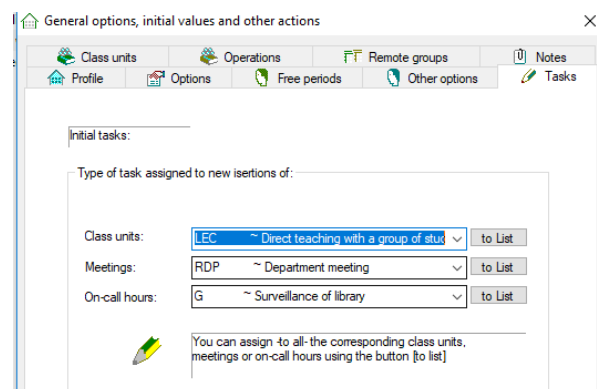 General options, initial values and other actions
Class units Operations Remote groups Notes
Profile Options Free periods Other options Tasks
Initial tasks:
Type of task assigned to new isertions of:
Class units: LEC ~ Direct teaching with a group of stud to List
Meetings: RDP ~ Department meeting to List
On-call hours: G ~ Surveillance of library to List
You can assign -to all- the corresponding class units,
meetings or on-call hours using the button [to list]